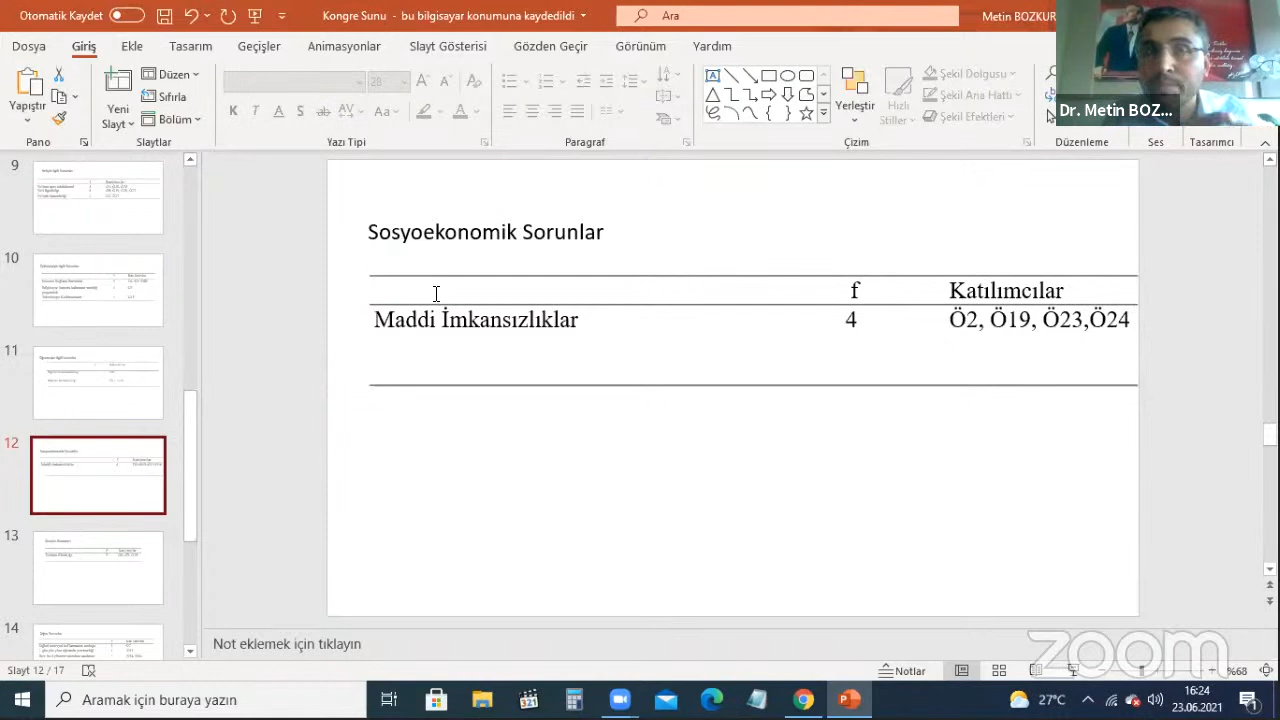 Otomatik Kaydet
Kongre Sunu - bu bilgisayar konumuna kaydedildi
Ara
Metin BOZKUR
Dosya Giriş Ekle Tasarım Geçişler Animasyonlar Slayt Gösterisi Gözden Geçir Görünüm Yardım
Dr. Metin BOZ...
Yapıştır
Yeni
Slayt
Düzen
Sıfırla
Bölüm
28
K T A S ab AV Aa A
Yerleştir
Hızlı
Stiller
Şekil Dolgusu
Şekil Ana Hattı
Şekil Efektleri
Düzenleme
Pano Slaytlar Yazı Tipi Paragraf Çizim Ses Tasarımcı
9
10
11
12
13
14
Sosyoekonomik Sorunlar
f Katılımcılar
Maddi İmkansızlıklar 4 Ö2, Ö19, Ö23,Ö24
Not eklemek için tıklayın
zoom
Slayt 12 / 17
Notlar
%68
Aramak için buraya yazın
27°C
16:24
23.06.2021